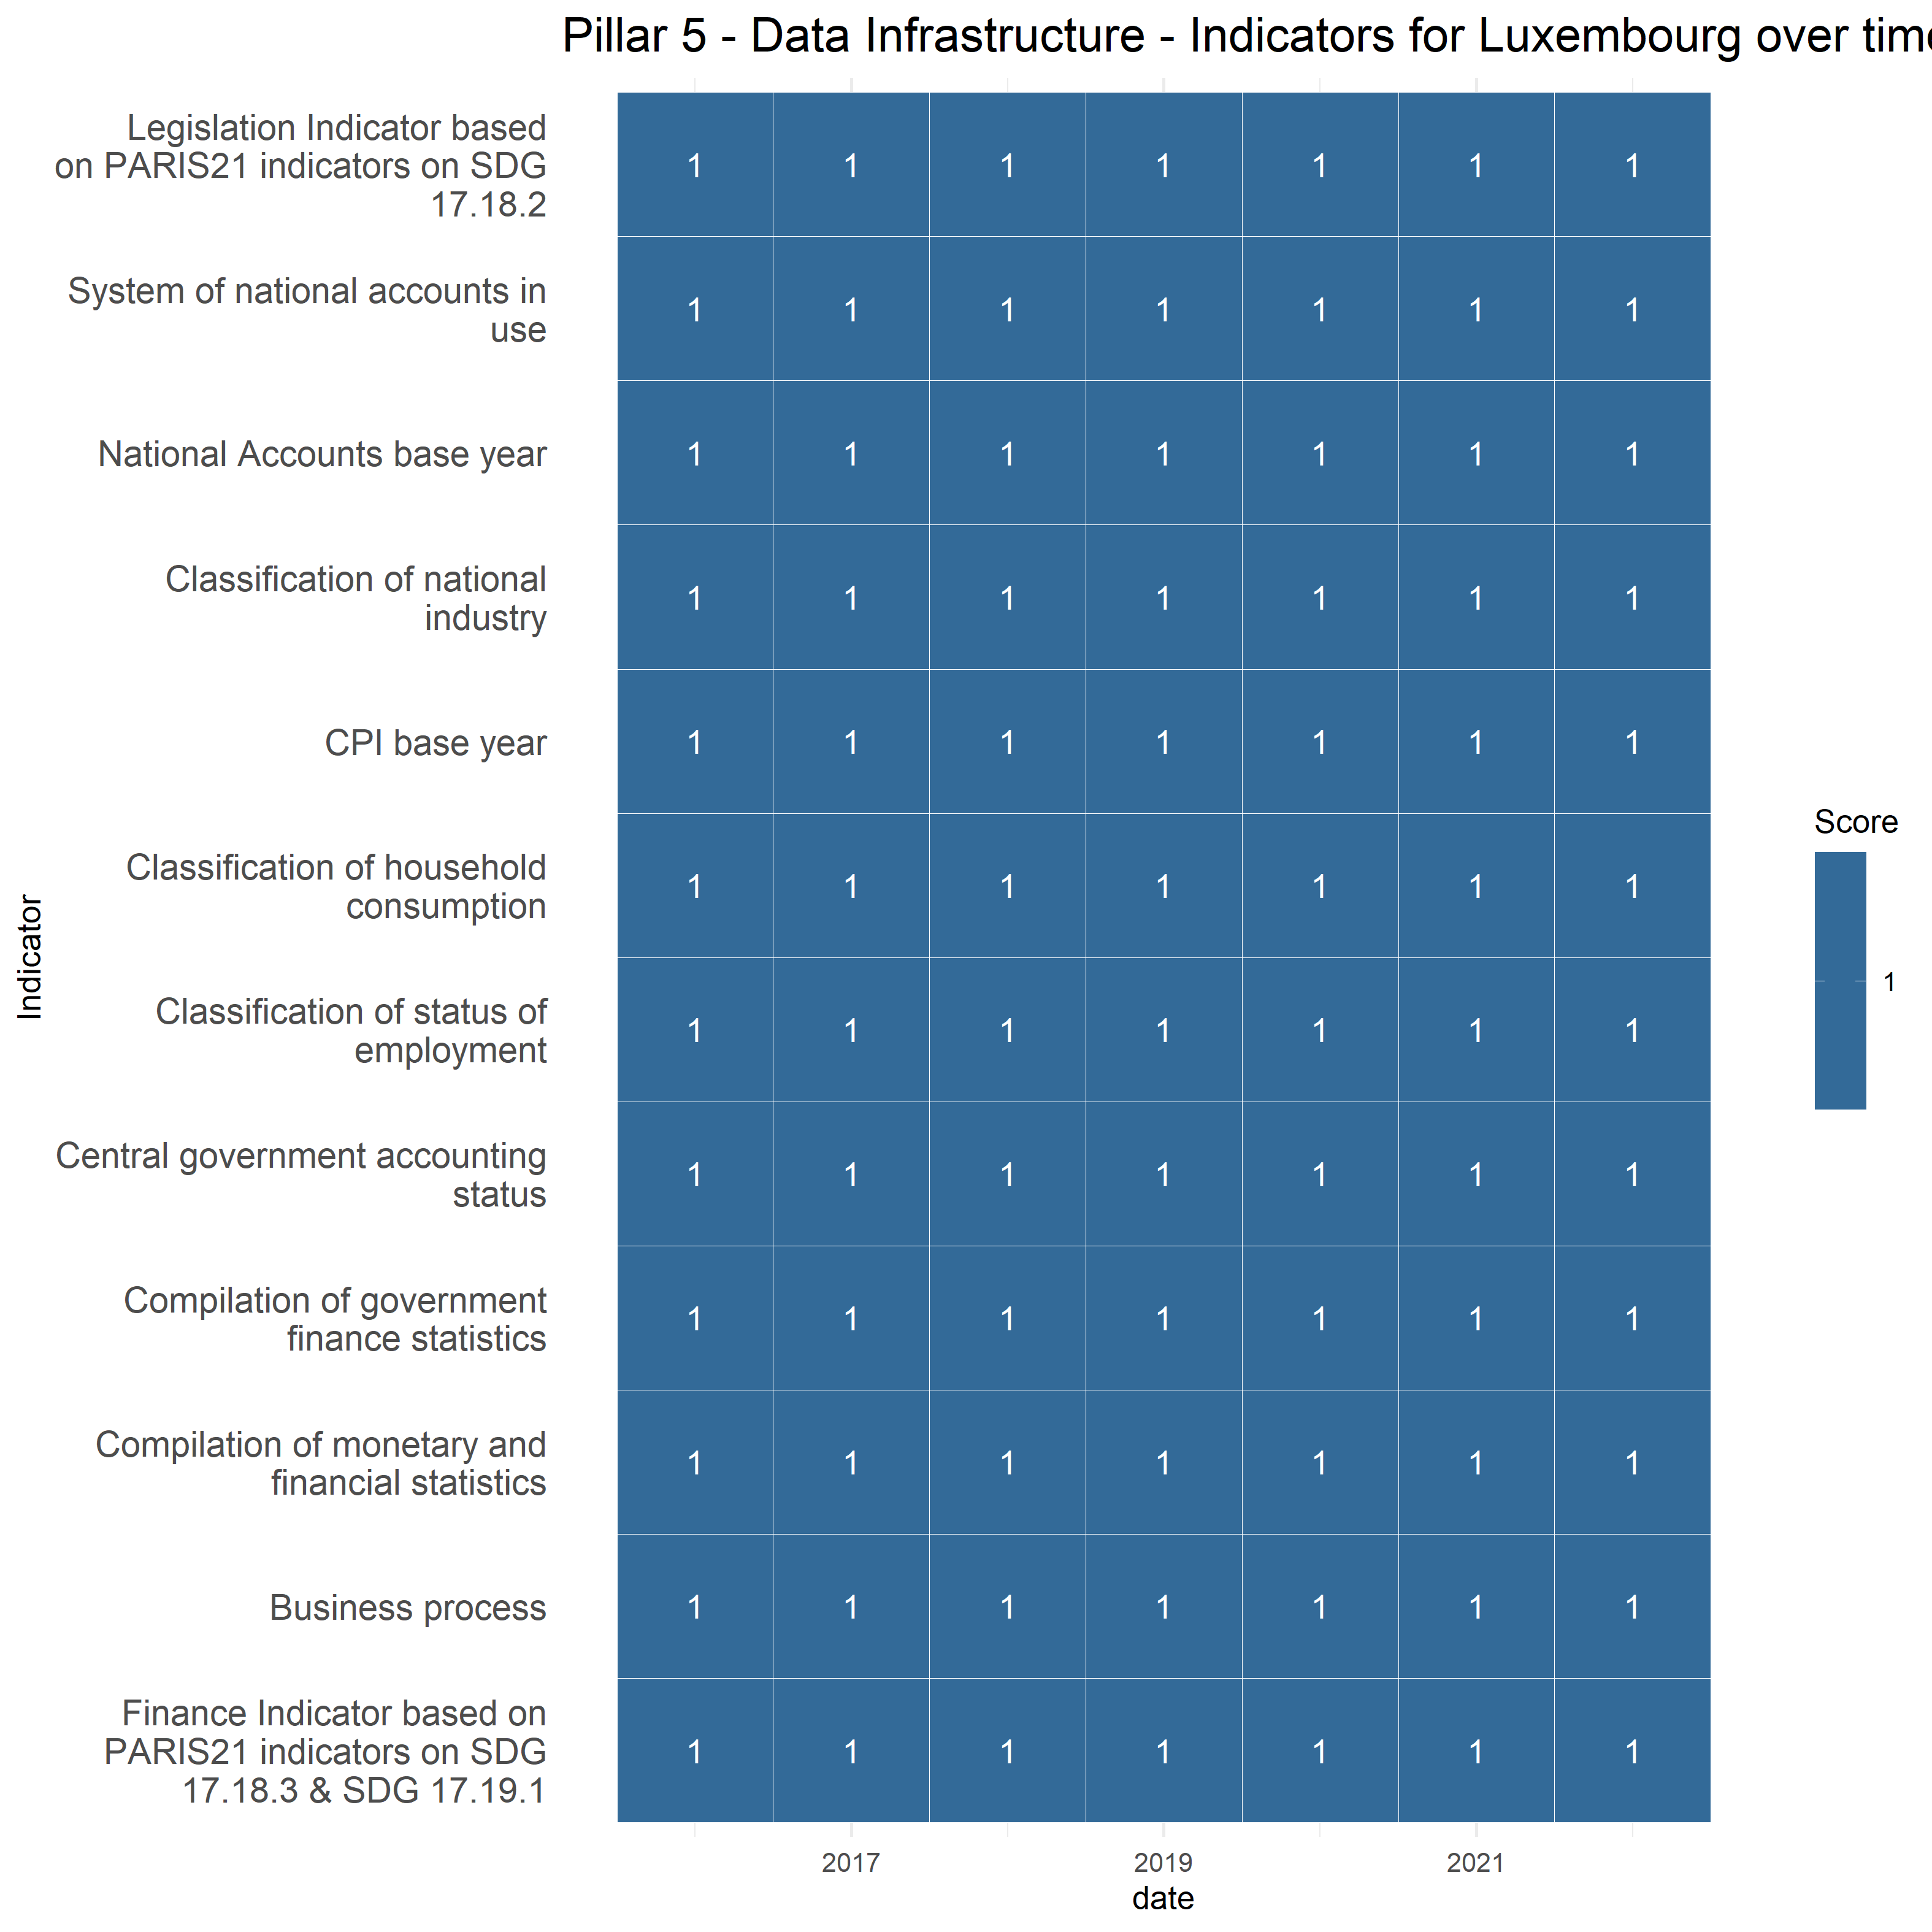 Pillar 5 - Data Infrastructure - Indicators for Luxembourg over time
Legislation Indicator based
on PARIS21 indicators on SDG
17.18.2
1 1 1 1 1 1 1
System of national accounts in
use
1 1 1 1 1 1 1
National Accounts base year
1 1 1 1 1 1 1
Classification of national
industry
1 1 1 1 1 1 1
CPI base year
1 1 1 1 1 1 1
Classification of household
consumption
1 1 1 1 1 1 1
Classification of status of
employment
1 1 1 1 1 1 1
Central government accounting
status
1 1 1 1 1 1 1
Compilation of government
finance statistics
1 1 1 1 1 1 1
Compilation of monetary and
financial statistics
1 1 1 1 1 1 1
Business process
1 1 1 1 1 1 1
Finance Indicator based on
PARIS21 indicators on SDG
17.18.3 & SDG 17.19.1
1 1 1 1 1 1 1
Indicator
2017 2019 2021
date
Score
1